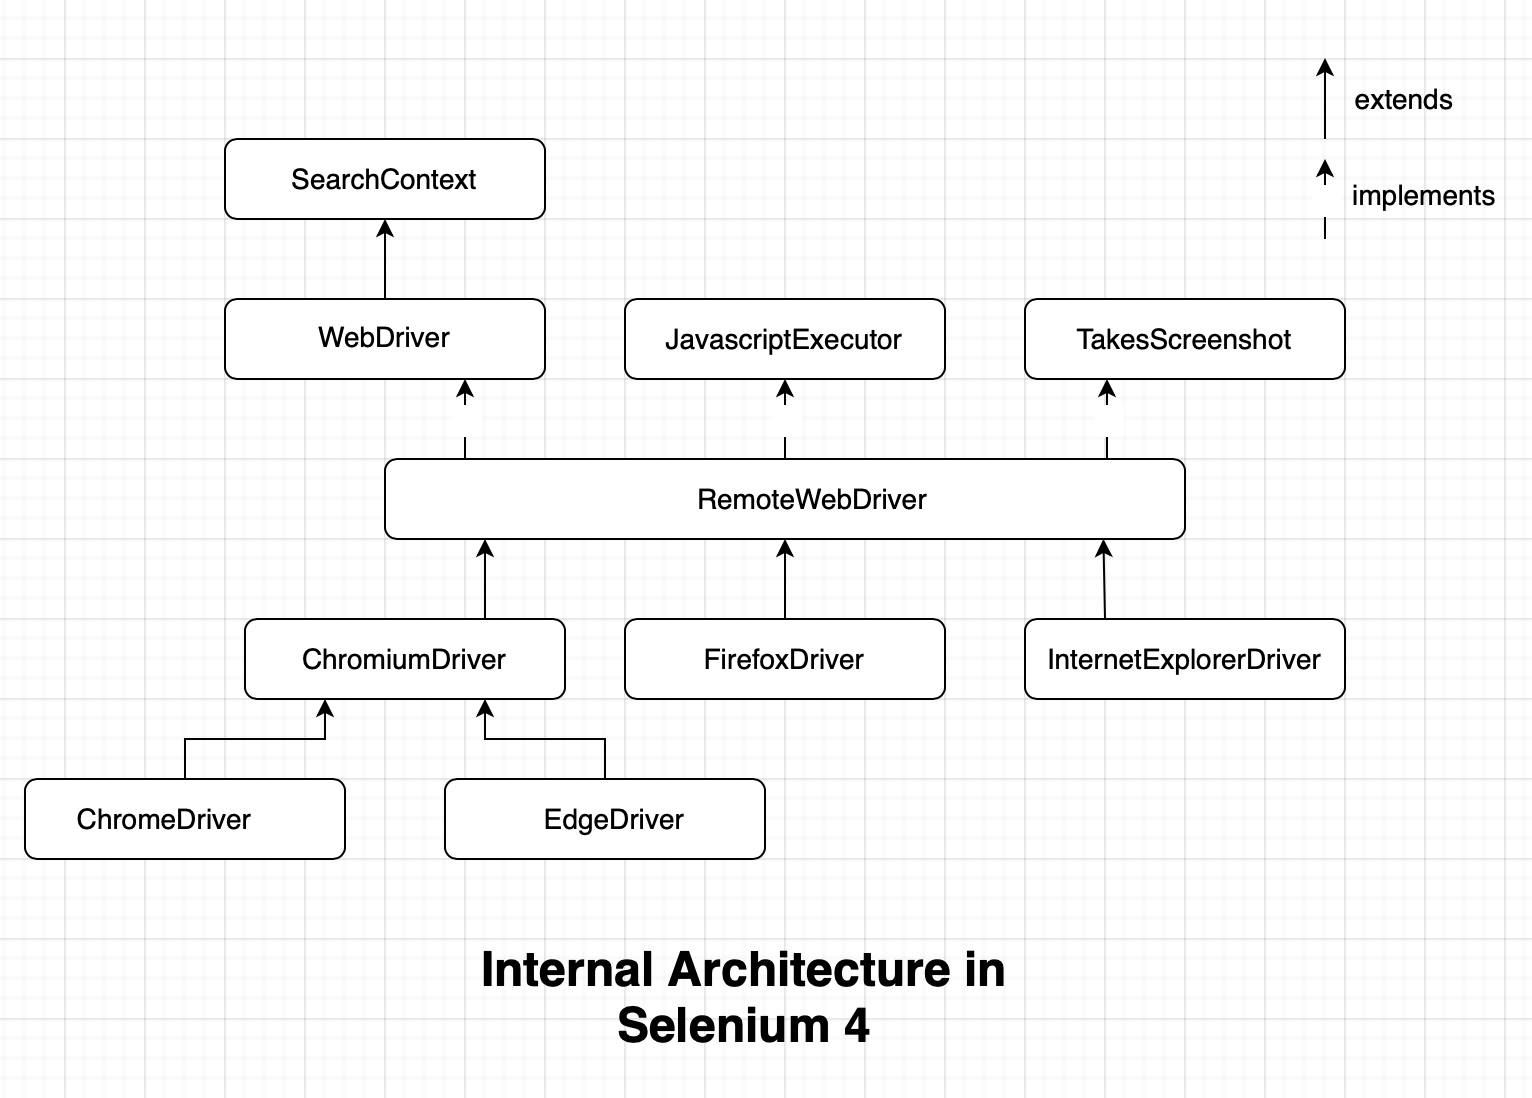 extends
SearchContext
implements
WebDriver
JavascriptExecutor
TakesScreenshot
RemoteWebDriver
ChromiumDriver
FirefoxDriver
InternetExplorerDriver
ChromeDriver
EdgeDriver
Internal Architecture in
Selenium 4